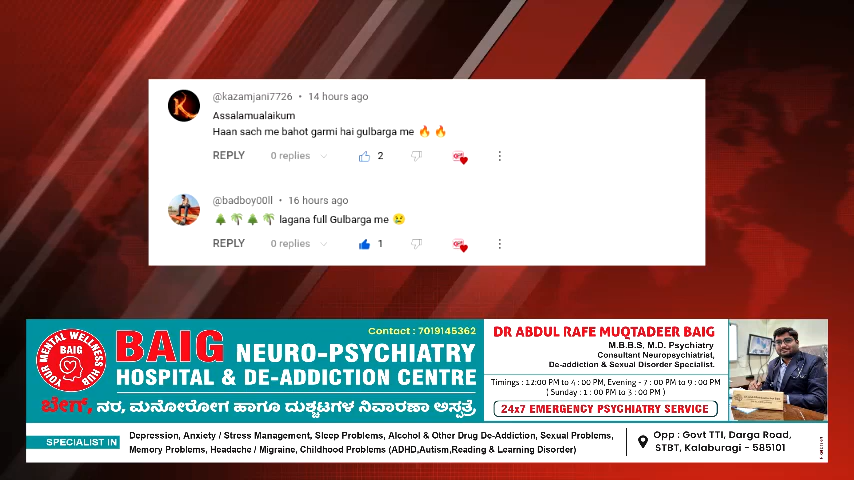 @kazamjani7726 • 14 hours ago
Assalamualaikum
Haan sach me bahot garmi hai gulbarga me 🔥 🔥
REPLY 0 replies 2
@badboy00ll • 16 hours ago
🌲 🌴 🌲 🌴 lagana full Gulbarga me 😢
REPLY 0 replies 1
YOUR MENTAL WELLNESS HUB
BAIG
Contact : 7019145362
BAIG NEURO-PSYCHIATRY
HOSPITAL & DE-ADDICTION CENTRE
ಬೇಗ್, ನರ, ಮನೋರೋಗ ಹಾಗೂ ದುಶ್ಚಟಗಳ ನಿವಾರಣಾ ಆಸ್ಪತ್ರೆ
DR ABDUL RAFE MUQTADEER BAIG
M.B.B.S, M.D. Psychiatry
Consultant Neuropsychiatrist,
De-addiction & Sexual Disorder Specialist.
Timings : 12:00 PM to 4 : 00 PM, Evening - 7 : 00 PM to 9 : 00 PM
( Sunday : 1 : 00 PM to 3 : 00 PM )
24x7 EMERGENCY PSYCHIATRY SERVICE
SPECIALIST IN
Depression, Anxiety / Stress Management, Sleep Problems, Alcohol & Other Drug De-Addiction, Sexual Problems,
Memory Problems, Headache / Migraine, Childhood Problems (ADHD,Autism,Reading & Learning Disorder)
Opp : Govt TTI, Darga Road,
STBT, Kalaburagi - 585101